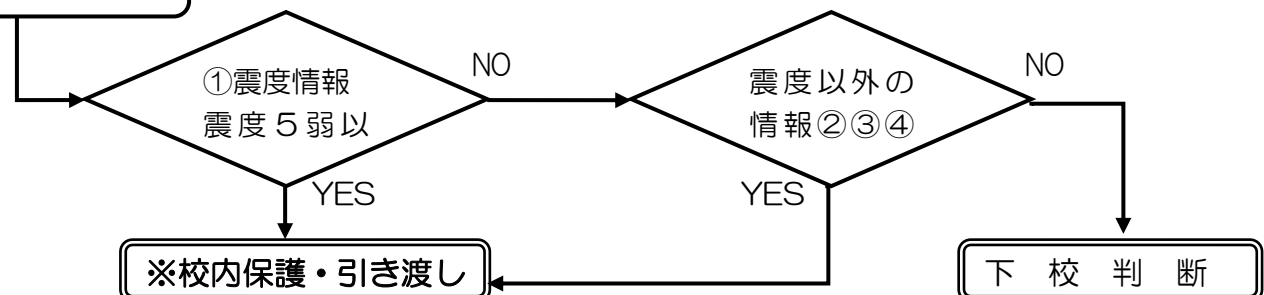 ①震度情報
震度５弱以
NO
震度以外の
情報②③④
NO
YES
YES
※校内保護・引き渡し
下校判断